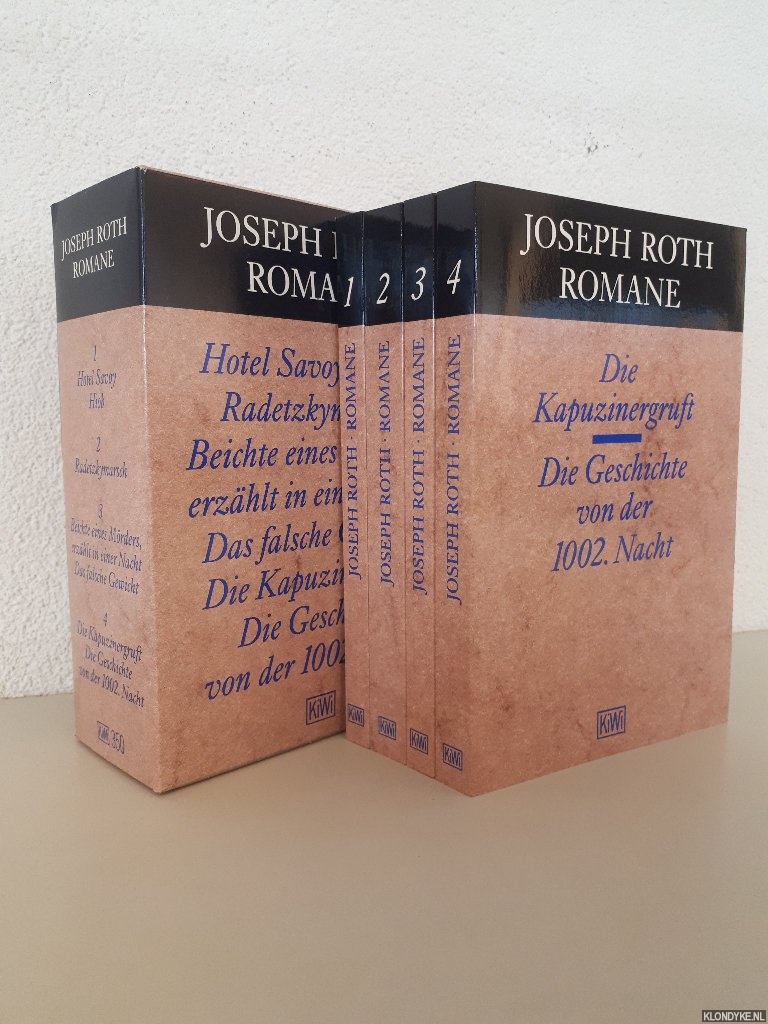 JOSEPH ROTH
ROMANE
1
Hotel Savoy
Hiob
2
Radetzkymarsch
3
Beichte eines Mörders,
erzählt in einer Nacht
Das falsche Gewicht
4
Die Kapuzinergruft
Die Geschichte
von der 1002. Nacht
KiWi 350
JOSEPH
ROMA
Hotel Savoy
Radetzkym
Beichte eines
erzählt in ein
Das falsche
Die Kapuzin
Die Gesch
von der 1002
KiWi
1
JOSEPH ROTH · ROMANE
KiWi
2
JOSEPH ROTH · ROMANE
KiWi
3
JOSEPH ROTH · ROMANE
KiWi
4
JOSEPH ROTH · ROMANE
KiWi
JOSEPH ROTH
ROMANE
Die
Kapuzinergruft
Die Geschichte
von der
1002. Nacht
KiWi
KLONDYKE.NL